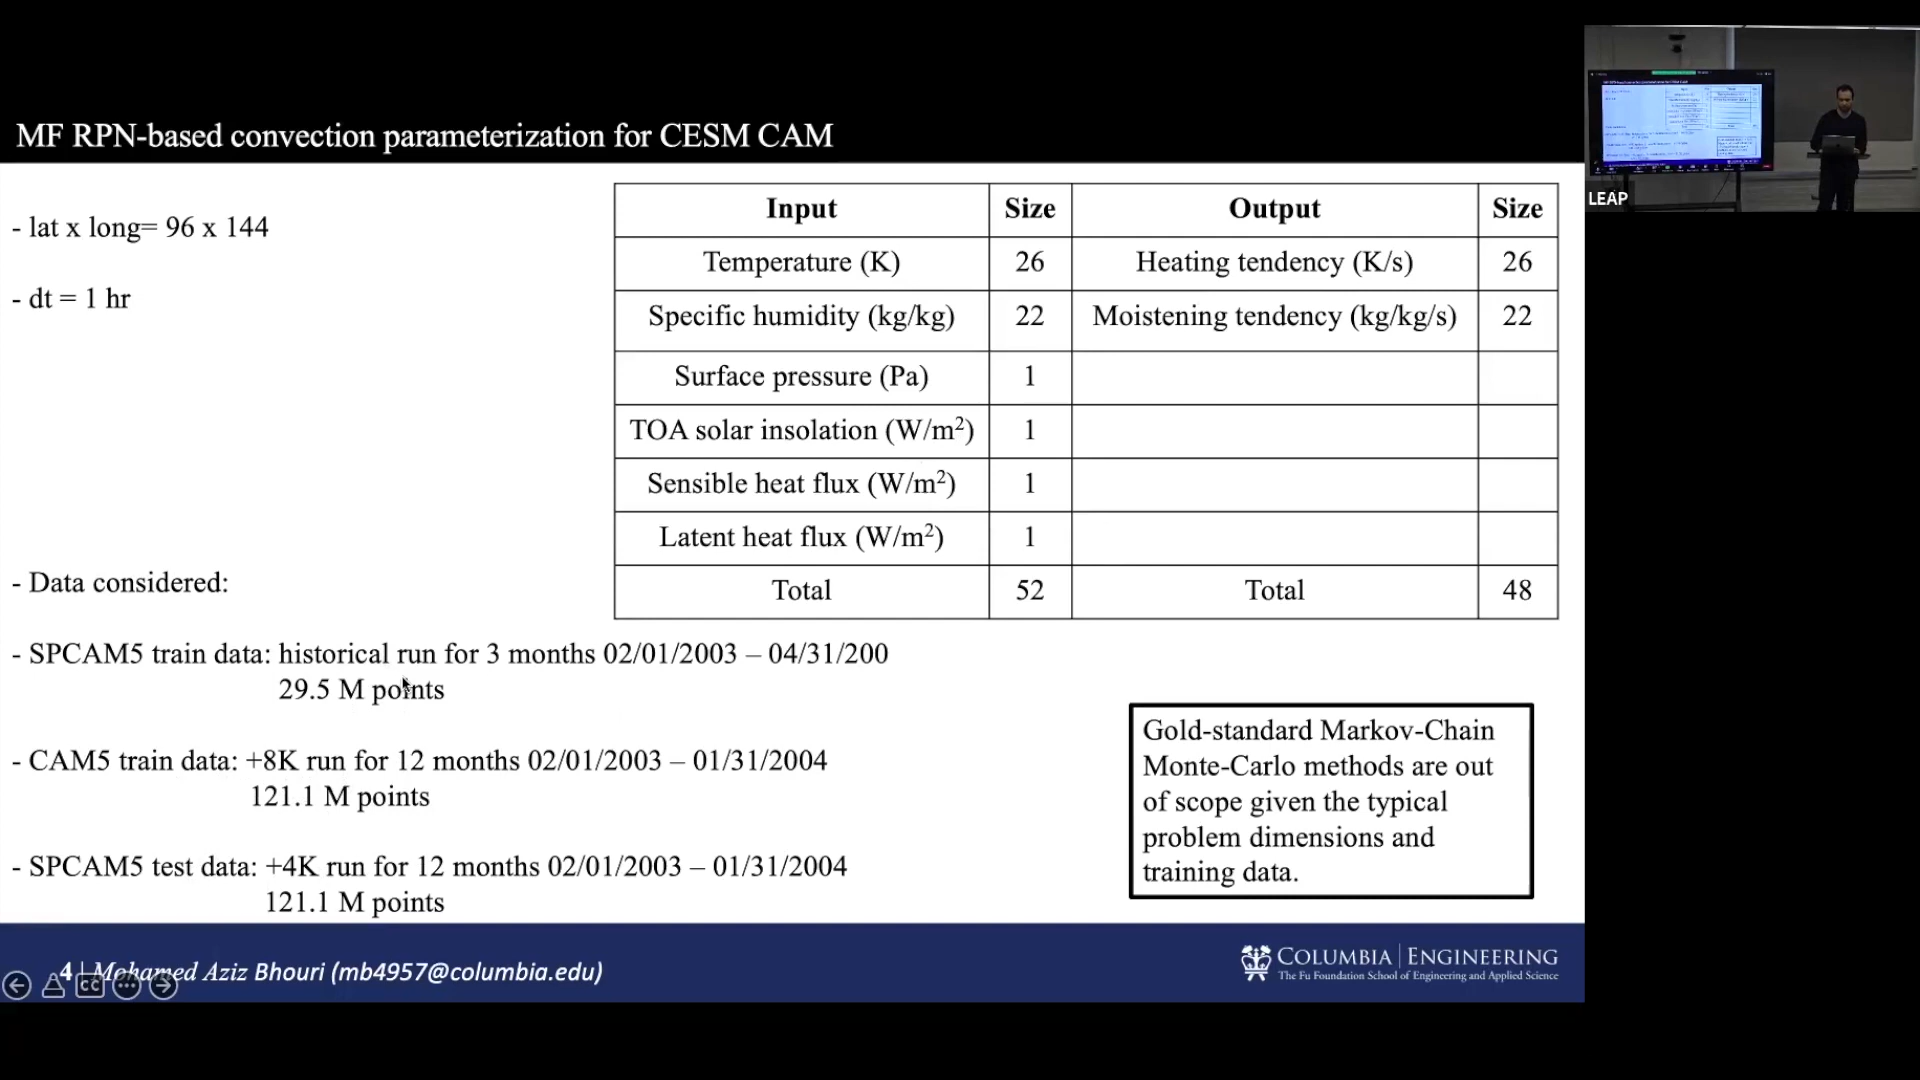 MF RPN-based convection parameterization for CESM CAM
- lat x long= 96 x 144
- dt = 1 hr
Input Size Output Size
Temperature (K) 26 Heating tendency (K/s) 26
Specific humidity (kg/kg) 22 Moistening tendency (kg/kg/s) 22
Surface pressure (Pa) 1
TOA solar insolation (W/m²) 1
Sensible heat flux (W/m²) 1
Latent heat flux (W/m²) 1
Total 52 Total 48
- Data considered:
- SPCAM5 train data: historical run for 3 months 02/01/2003 – 04/31/200
29.5 M points
- CAM5 train data: +8K run for 12 months 02/01/2003 – 01/31/2004
121.1 M points
- SPCAM5 test data: +4K run for 12 months 02/01/2003 – 01/31/2004
121.1 M points
Gold-standard Markov-Chain
Monte-Carlo methods are out
of scope given the typical
problem dimensions and
training data.
4 | Mohamed Aziz Bhouri (mb4957@columbia.edu)
CC
COLUMBIA | ENGINEERING
The Fu Foundation School of Engineering and Applied Science
LEAP